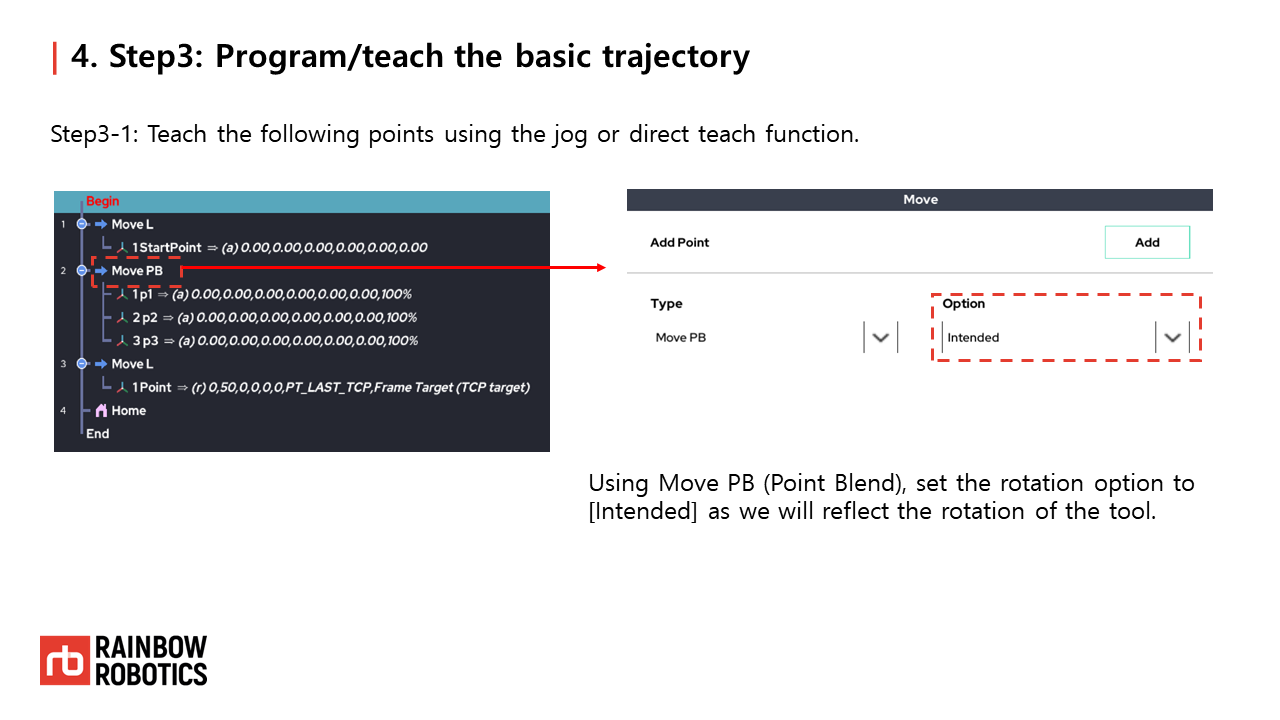 4. Step3: Program/teach the basic trajectory
Step3-1: Teach the following points using the jog or direct teach function.
Begin
1 Move L
1 StartPoint ⇒ (a) 0.00,0.00,0.00,0.00,0.00,0.00
2 Move PB
1 p1 ⇒ (a) 0.00,0.00,0.00,0.00,0.00,0.00,100%
2 p2 ⇒ (a) 0.00,0.00,0.00,0.00,0.00,0.00,100%
3 p3 ⇒ (a) 0.00,0.00,0.00,0.00,0.00,0.00,100%
3 Move L
1 Point ⇒ (r) 0,50,0,0,0,0,PT_LAST_TCP,Frame Target (TCP target)
4 Home
End
Move
Add Point Add
Type Option
Move PB Intended
Using Move PB (Point Blend), set the rotation option to
[Intended] as we will reflect the rotation of the tool.
rb
RAINBOW
ROBOTICS